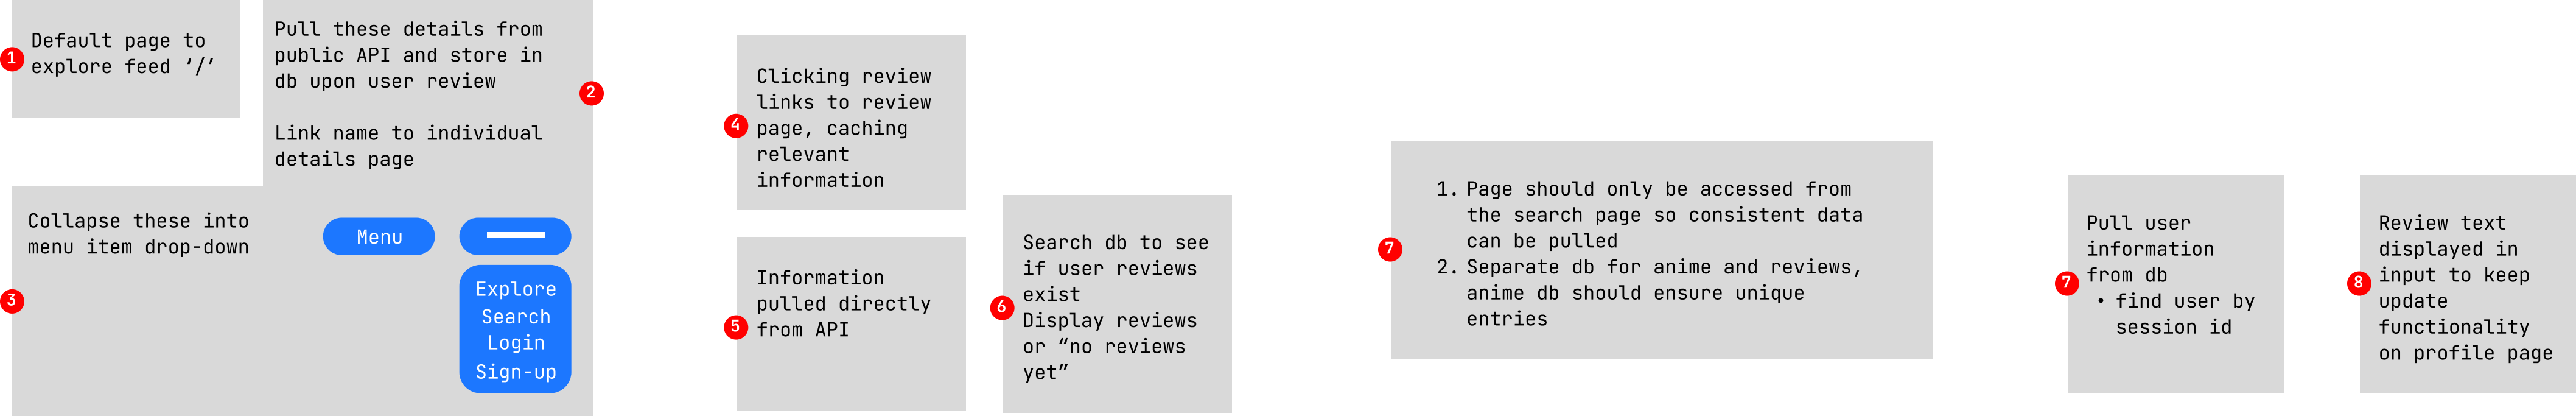 1
Default page to
explore feed ‘/’
Pull these details from
public API and store in
db upon user review
Link name to individual
details page
2
3
Collapse these into
menu item drop-down
Menu
Explore
Search
Login
Sign-up
4
Clicking review
links to review
page, caching
relevant
information
5
Information
pulled directly
from API
6
Search db to see
if user reviews
exist
Display reviews
or “no reviews
yet”
7
1. Page should only be accessed from
the search page so consistent data
can be pulled
2. Separate db for anime and reviews,
anime db should ensure unique
entries
7
Pull user
information
from db
• find user by
session id
8
Review text
displayed in
input to keep
update
functionality
on profile page